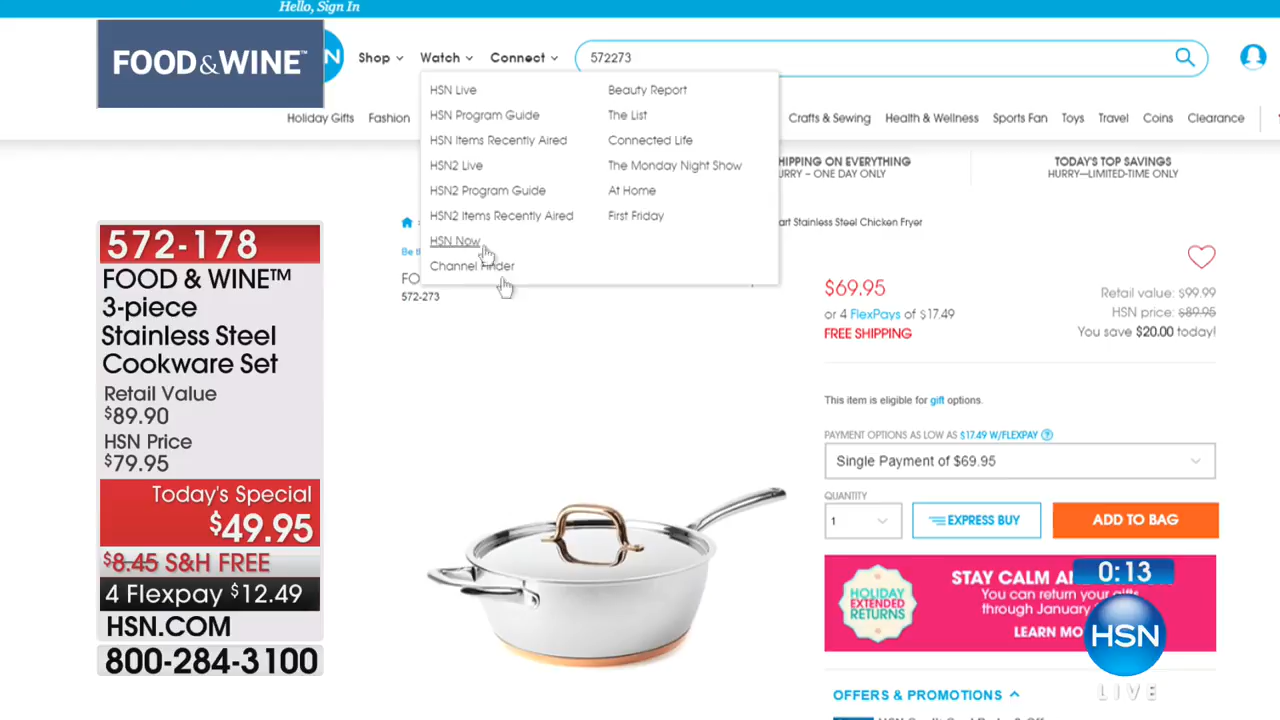 Hello, Sign In
FOOD & WINE™
N
Shop
Watch
Connect
572273
HSN Live
HSN Program Guide
HSN Items Recently Aired
HSN2 Live
HSN2 Program Guide
HSN2 Items Recently Aired
HSN Now
Channel Finder
Beauty Report
The List
Connected Life
The Monday Night Show
At Home
First Friday
Holiday Gifts
Fashion
Crafts & Sewing
Health & Wellness
Sports Fan
Toys
Travel
Coins
Clearance
HIPPING ON EVERYTHING
URRY – ONE DAY ONLY
TODAY'S TOP SAVINGS
HURRY—LIMITED-TIME ONLY
art Stainless Steel Chicken Fryer
Be th
FO
572-273
572-178
FOOD & WINE™
3-piece
Stainless Steel
Cookware Set
Retail Value
$89.90
HSN Price
$79.95
Today's Special
$49.95
$8.45 S&H FREE
4 Flexpay $12.49
HSN.COM
800-284-3100
$69.95
or 4 FlexPays of $17.49
FREE SHIPPING
Retail value: $99.99
HSN price: $89.95
You save $20.00 today!
This item is eligible for gift options.
PAYMENT OPTIONS AS LOW AS $17.49 W/FLEXPAY ?
Single Payment of $69.95
QUANTITY
1
EXPRESS BUY
ADD TO BAG
HOLIDAY
EXTENDED
RETURNS
STAY CALM A
You can return your gifts
through January
LEARN MO
0:13
HSN
LIVE
OFFERS & PROMOTIONS